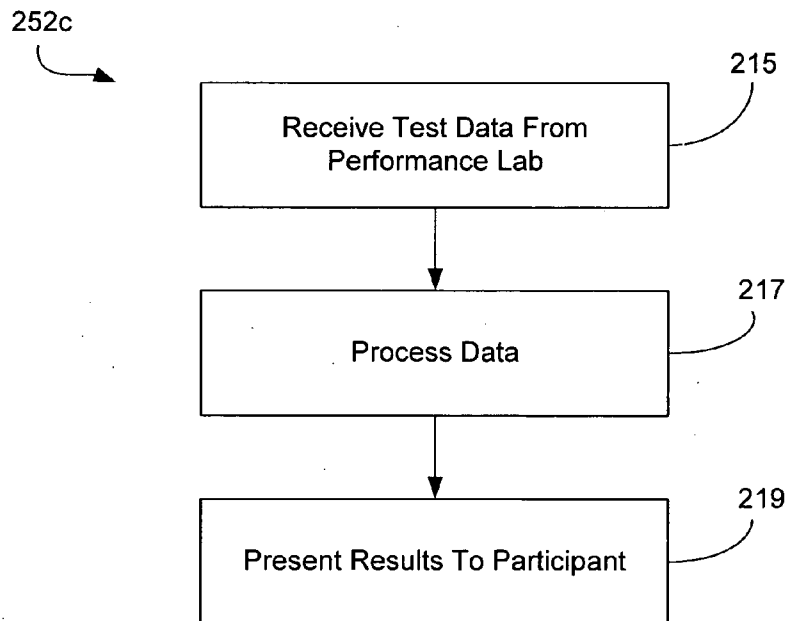 252c
215
Receive Test Data From
Performance Lab
217
Process Data
219
Present Results To Participant